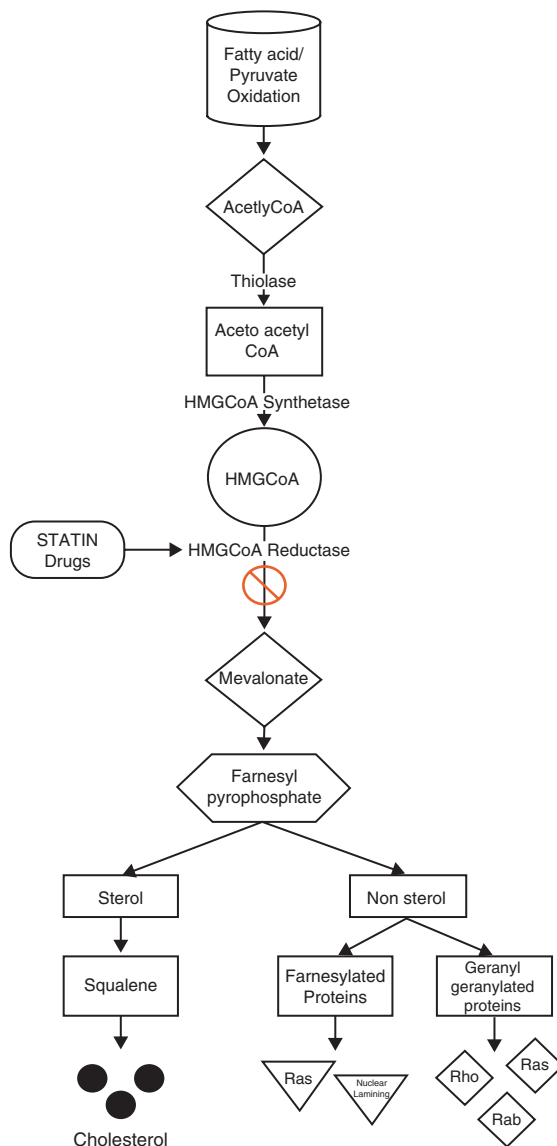 Fatty acid/
Pyruvate
Oxidation
AcetlyCoA
Thiolase
Aceto acetyl
CoA
HMGCoA Synthetase
HMGCoA
STATIN
Drugs
HMGCoA Reductase
Mevalonate
Farnesyl
pyrophosphate
Sterol
Non sterol
Squalene
Farnesylated
Proteins
Geranyl
geranylated
proteins
Ras
Nuclear
Lamining
Rho
Ras
Rab
Cholesterol